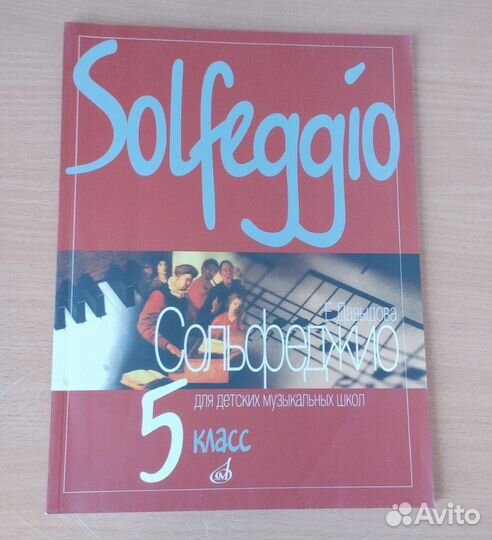 Solfeggio
Е. Давыдова
Сольфеджио
для детских музыкальных школ
5 класс
Avito